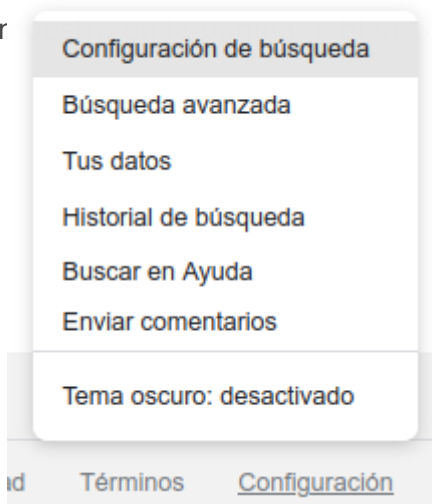 Configuración de búsqueda
Búsqueda avanzada
Tus datos
Historial de búsqueda
Buscar en Ayuda
Enviar comentarios
Tema oscuro: desactivado
Términos Configuración